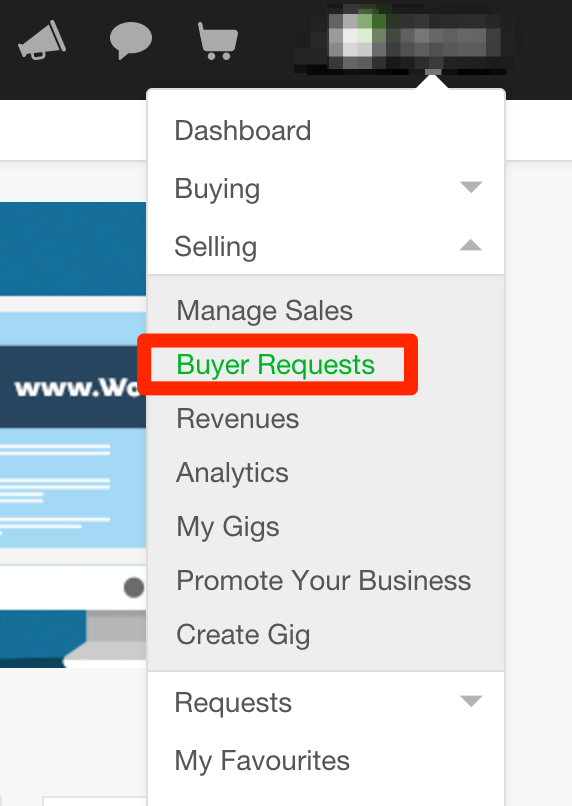 Dashboard
Buying
Selling
www.Wo
Manage Sales
Buyer Requests
Revenues
Analytics
My Gigs
Promote Your Business
Create Gig
Requests
My Favourites